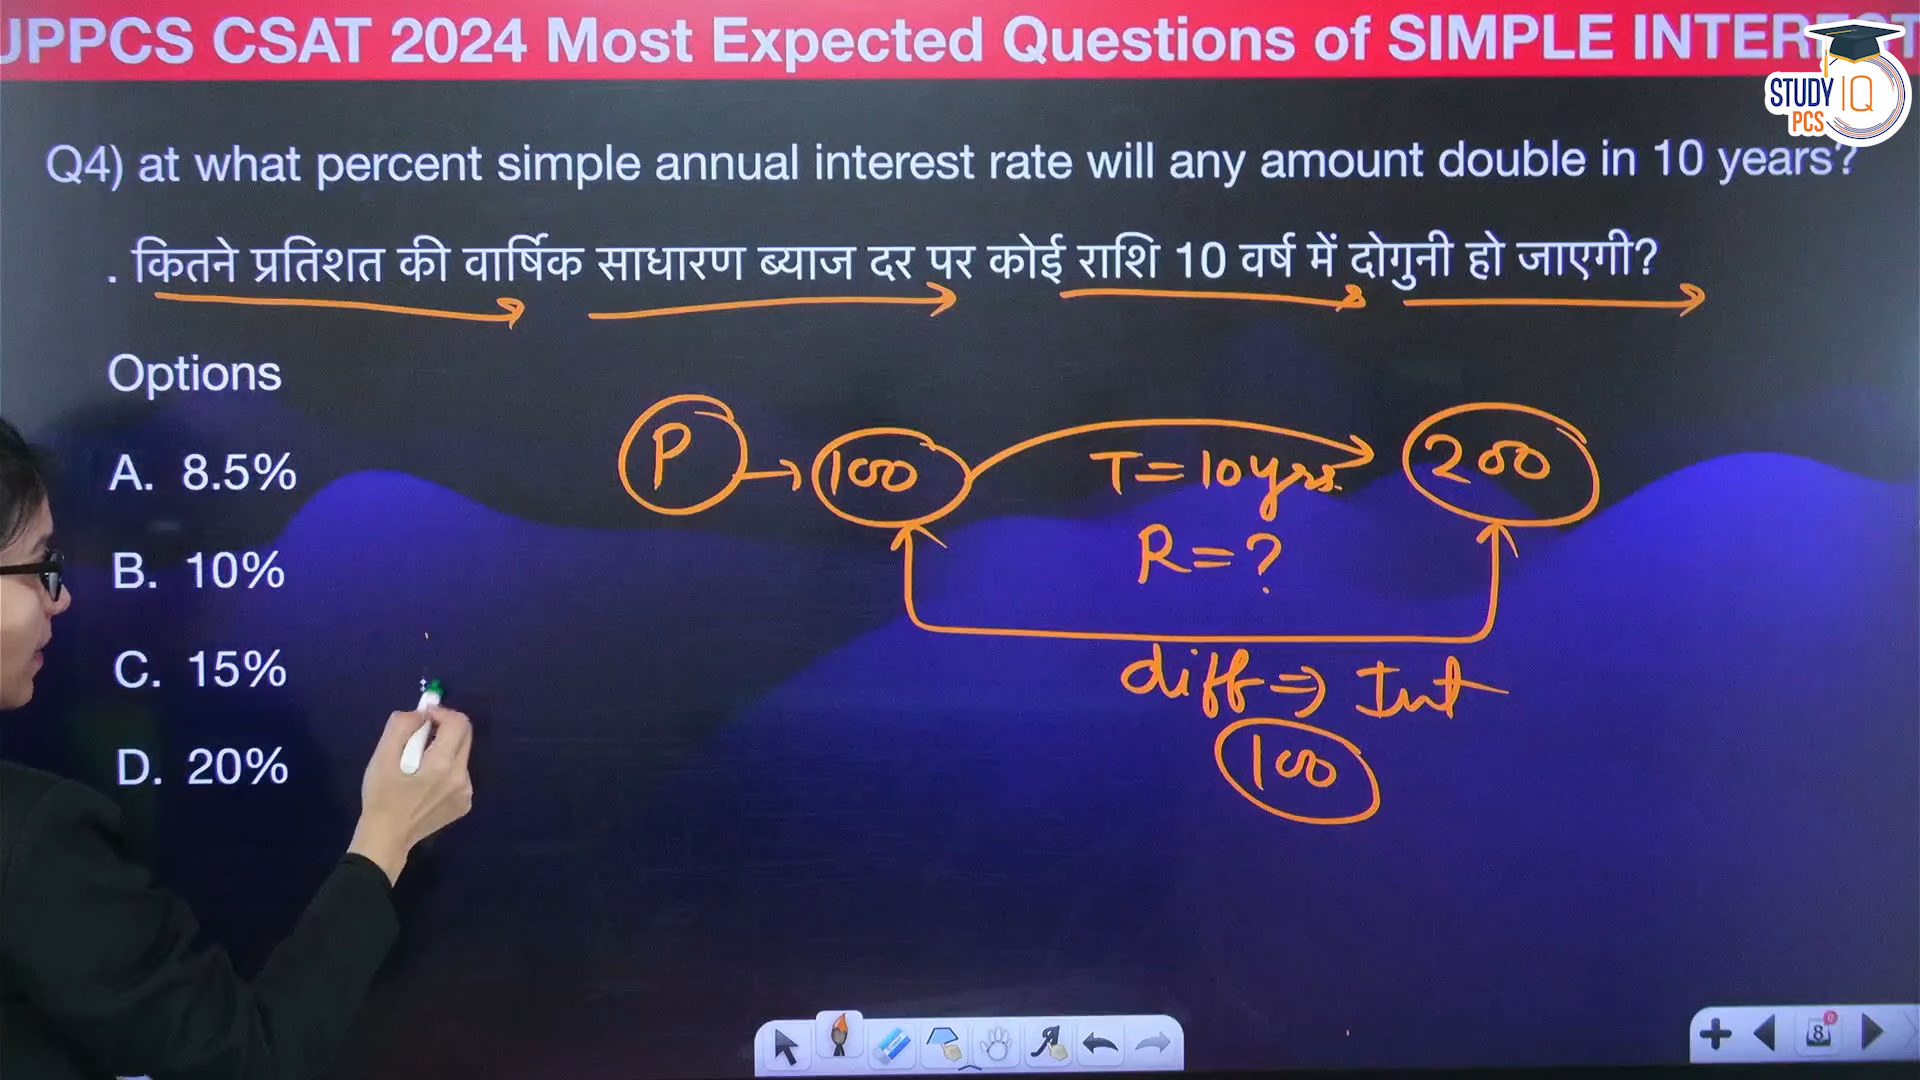 UPPCS CSAT 2024 Most Expected Questions of SIMPLE INTEREST
STUDY IQ
PCS
Q4) at what percent simple annual interest rate will any amount double in 10 years?
. कितने प्रतिशत की वार्षिक साधारण ब्याज दर पर कोई राशि 10 वर्ष में दोगुनी हो जाएगी?
Options
A. 8.5%
B. 10%
C. 15%
D. 20%
P → 100 T = 10 yrs. 200
R = ?
diff ⇒ Int
100
8